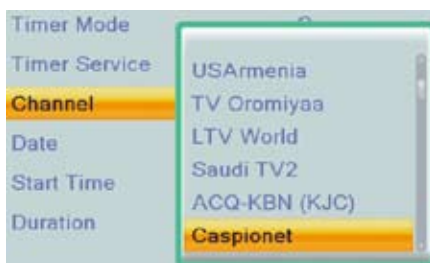 Timer Mode
Timer Service
Channel
Date
Start Time
Duration
USArmenia
TV Oromiyaa
LTV World
Saudi TV2
ACQ-KBN (KJC)
Caspionet